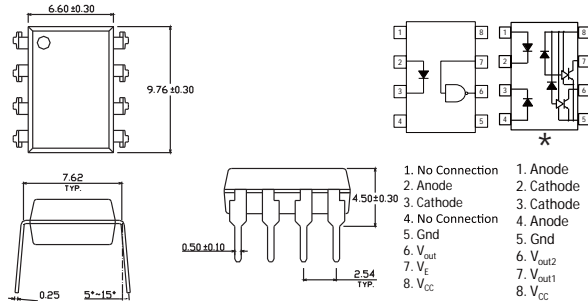 6.60±0.30
9.76±0.30
1
2
3
4
8
7
6
5
1
2
3
4
8
7
6
5
*
7.62
TYP.
0.25
5°~15°
4.50±0.30
0.50±0.10
2.54
TYP.
1. No Connection
2. Anode
3. Cathode
4. No Connection
5. Gnd
6. Vout
7. VE
8. VCC
1. Anode
2. Cathode
3. Cathode
4. Anode
5. Gnd
6. Vout2
7. Vout1
8. VCC